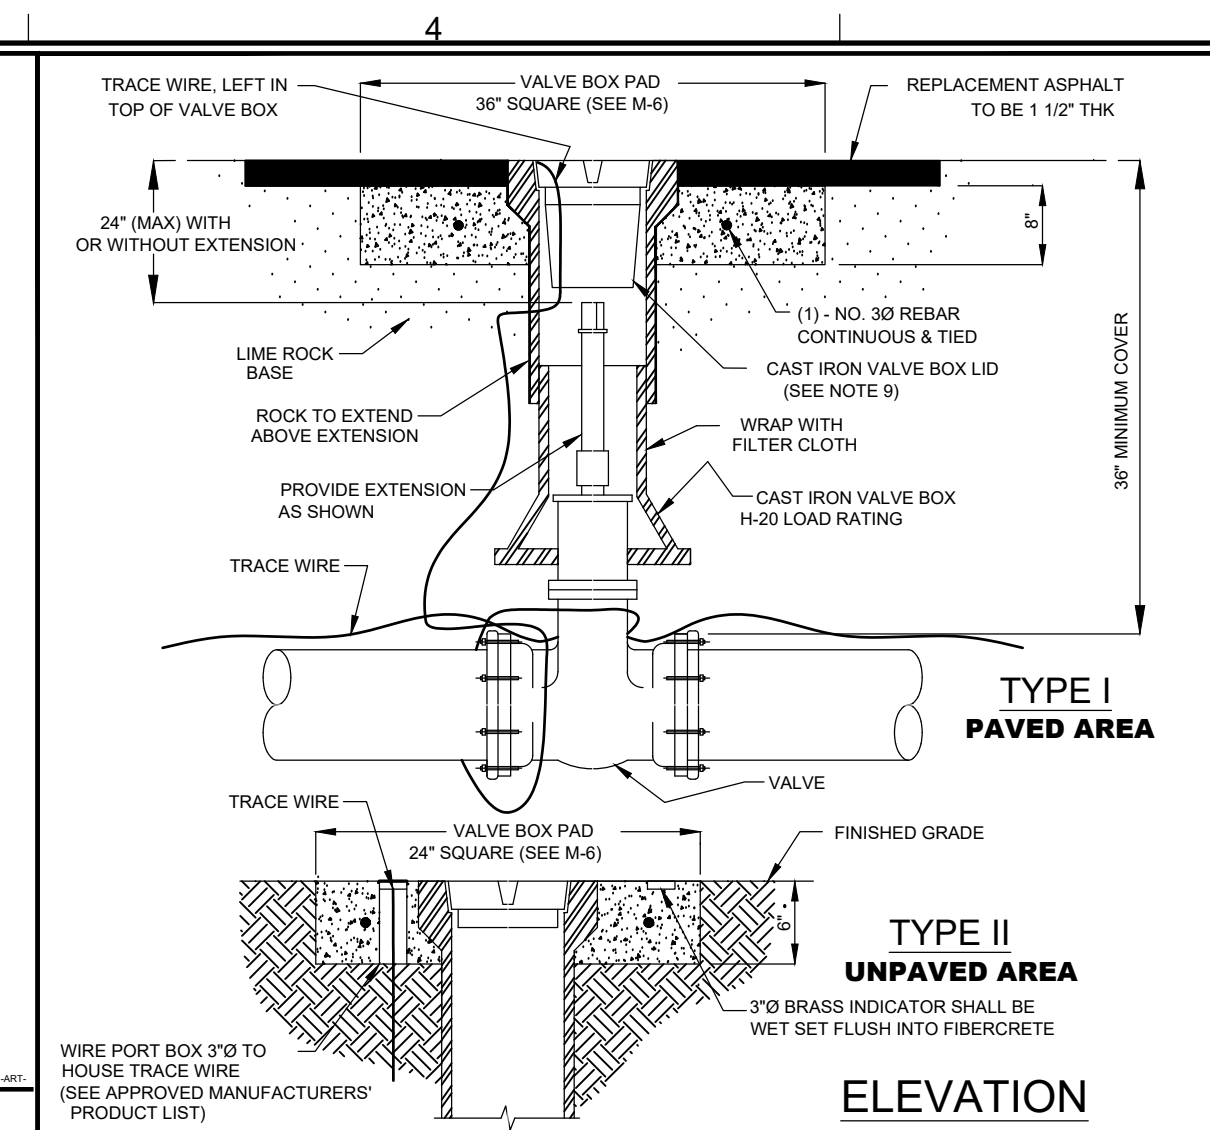 4
TRACE WIRE, LEFT IN
TOP OF VALVE BOX
VALVE BOX PAD
36" SQUARE (SEE M-6)
REPLACEMENT ASPHALT
TO BE 1 1/2" THK
24" (MAX) WITH
OR WITHOUT EXTENSION
8"
(1) - NO. 3Ø REBAR
CONTINUOUS & TIED
LIME ROCK
BASE
CAST IRON VALVE BOX LID
(SEE NOTE 9)
36" MINIMUM COVER
ROCK TO EXTEND
ABOVE EXTENSION
WRAP WITH
FILTER CLOTH
PROVIDE EXTENSION
AS SHOWN
CAST IRON VALVE BOX
H-20 LOAD RATING
TRACE WIRE
TYPE I
PAVED AREA
VALVE
TRACE WIRE
VALVE BOX PAD
24" SQUARE (SEE M-6)
FINISHED GRADE
6"
TYPE II
UNPAVED AREA
3"Ø BRASS INDICATOR SHALL BE
WET SET FLUSH INTO FIBERCRETE
WIRE PORT BOX 3"Ø TO
HOUSE TRACE WIRE
(SEE APPROVED MANUFACTURERS'
PRODUCT LIST)
-ART-
ELEVATION